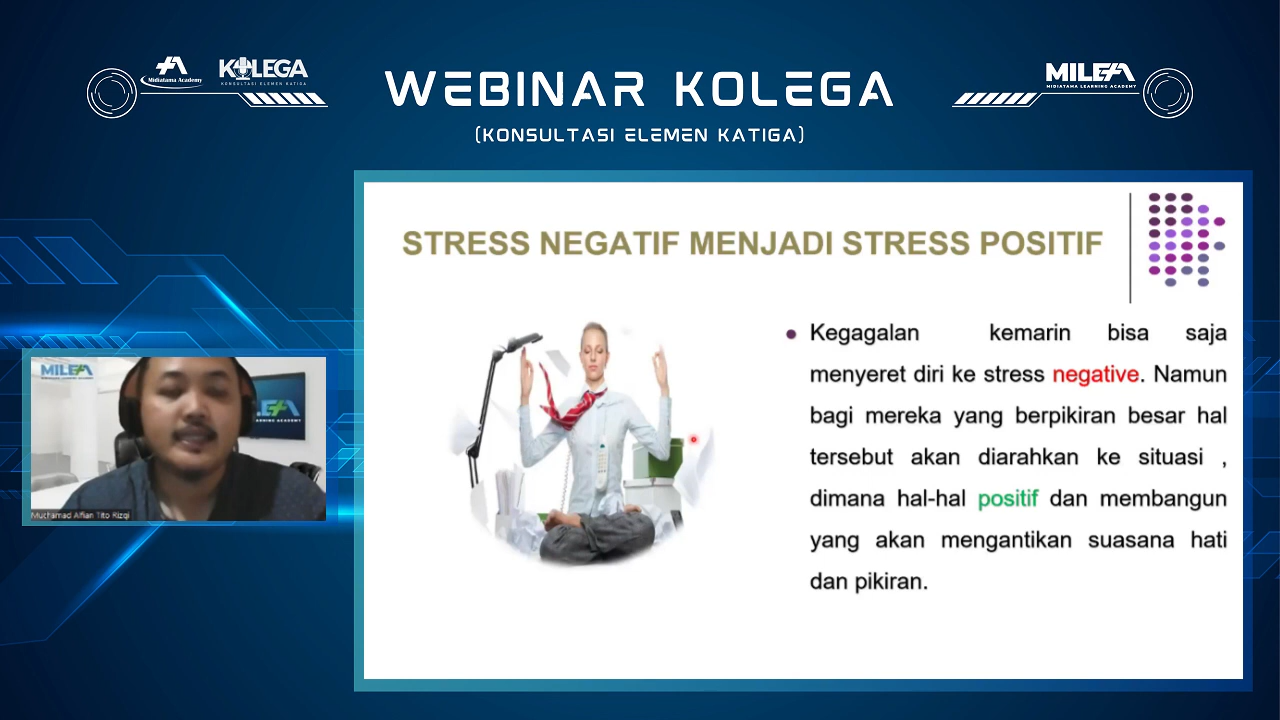 Midiatama Academy
KOLEGA
KONSULTASI ELEMEN KATIGA
WEBINAR KOLEGA
(KONSULTASI ELEMEN KATIGA)
MILEA
MIDIATAMA LEARNING ACADEMY
STRESS NEGATIF MENJADI STRESS POSITIF
• Kegagalan kemarin bisa saja
menyeret diri ke stress negative. Namun
bagi mereka yang berpikiran besar hal
tersebut akan diarahkan ke situasi ,
dimana hal-hal positif dan membangun
yang akan mengantikan suasana hati
dan pikiran.
MILEA
LEARNING ACADEMY
Muchamad Alfian Tito Rizqi